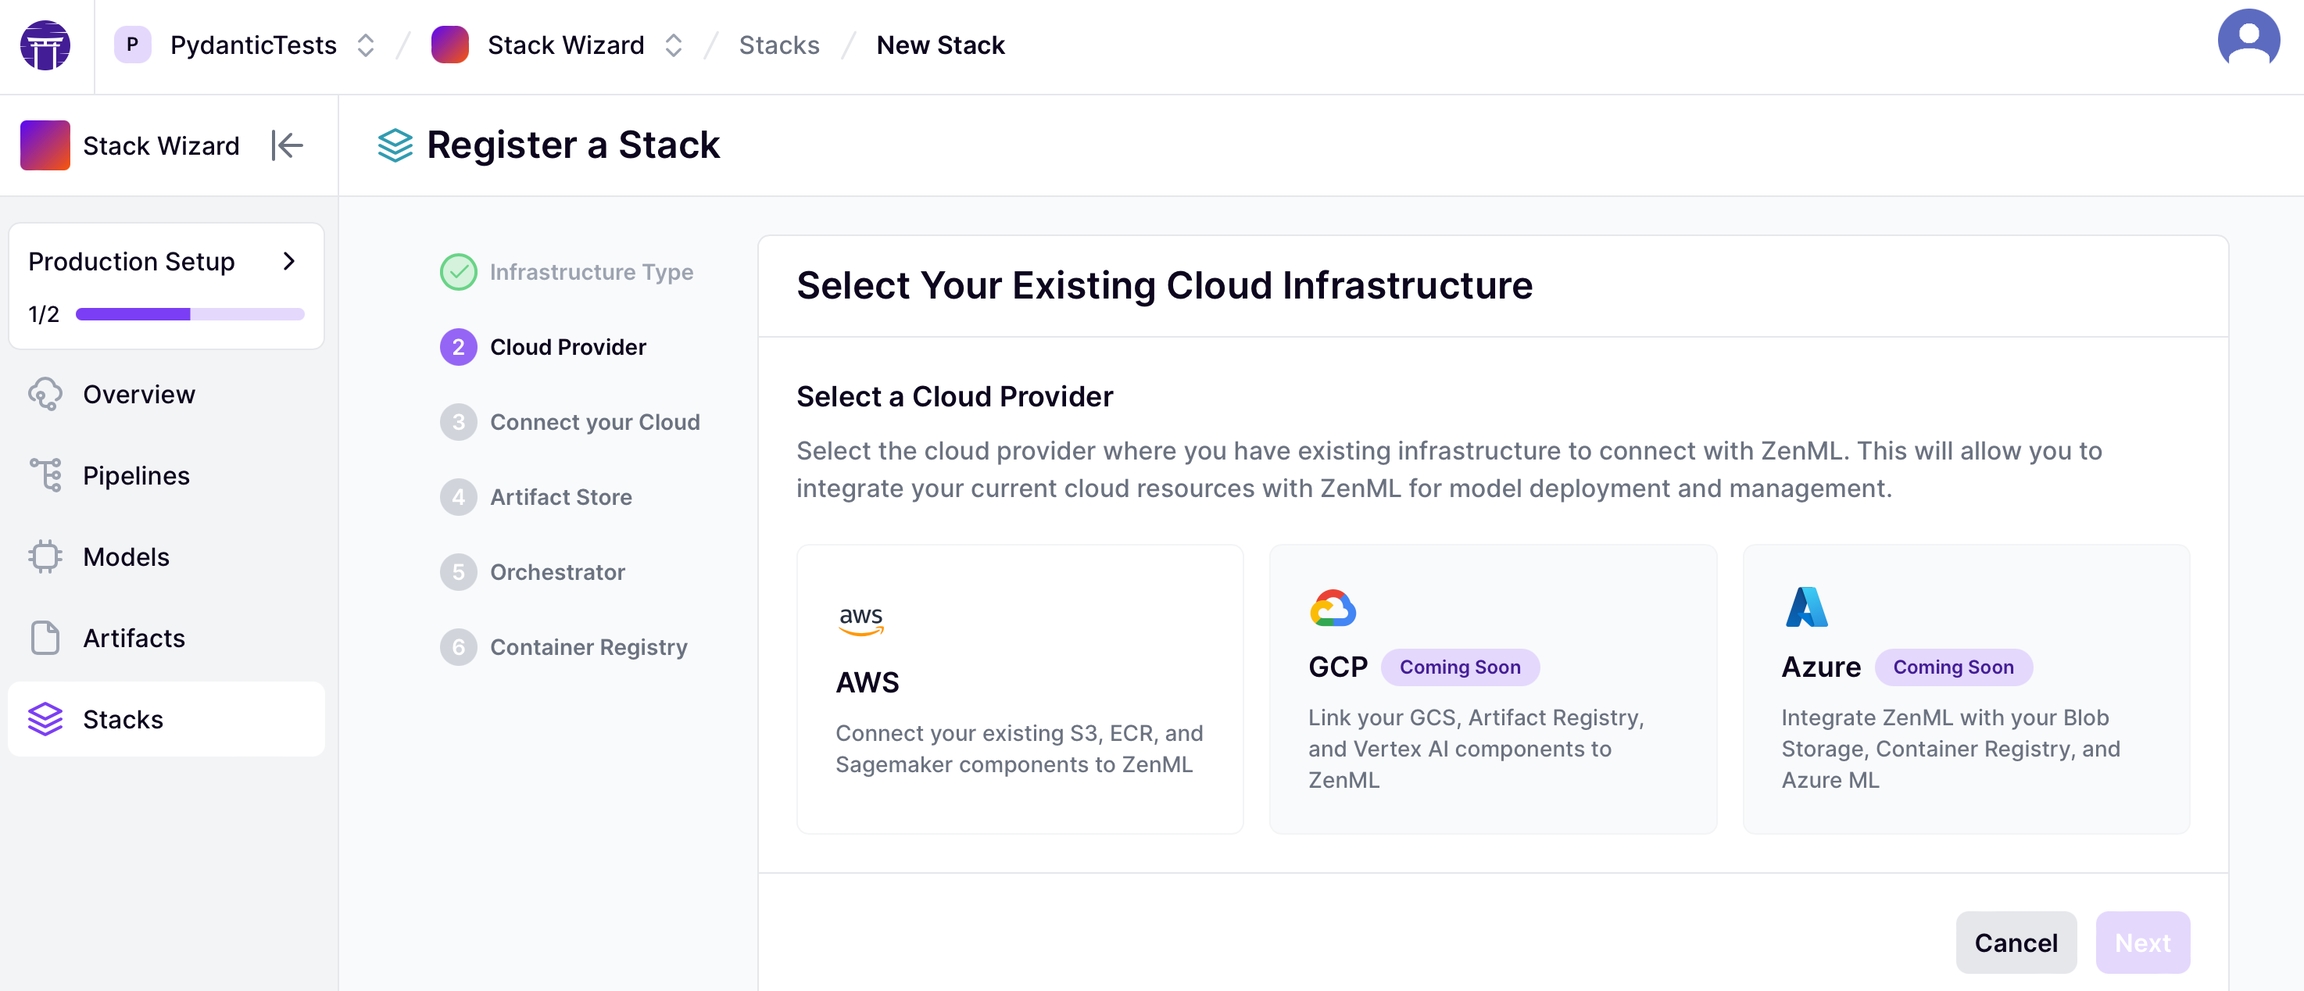 P PydanticTests / Stack Wizard / Stacks / New Stack
Stack Wizard
Register a Stack
Production Setup
1/2
Overview
Pipelines
Models
Artifacts
Stacks
Infrastructure Type
2 Cloud Provider
3 Connect your Cloud
4 Artifact Store
5 Orchestrator
6 Container Registry
Select Your Existing Cloud Infrastructure
Select a Cloud Provider
Select the cloud provider where you have existing infrastructure to connect with ZenML. This will allow you to
integrate your current cloud resources with ZenML for model deployment and management.
aws
AWS
Connect your existing S3, ECR, and
Sagemaker components to ZenML
GCP Coming Soon
Link your GCS, Artifact Registry,
and Vertex AI components to
ZenML
Azure Coming Soon
Integrate ZenML with your Blob
Storage, Container Registry, and
Azure ML
Cancel
Next